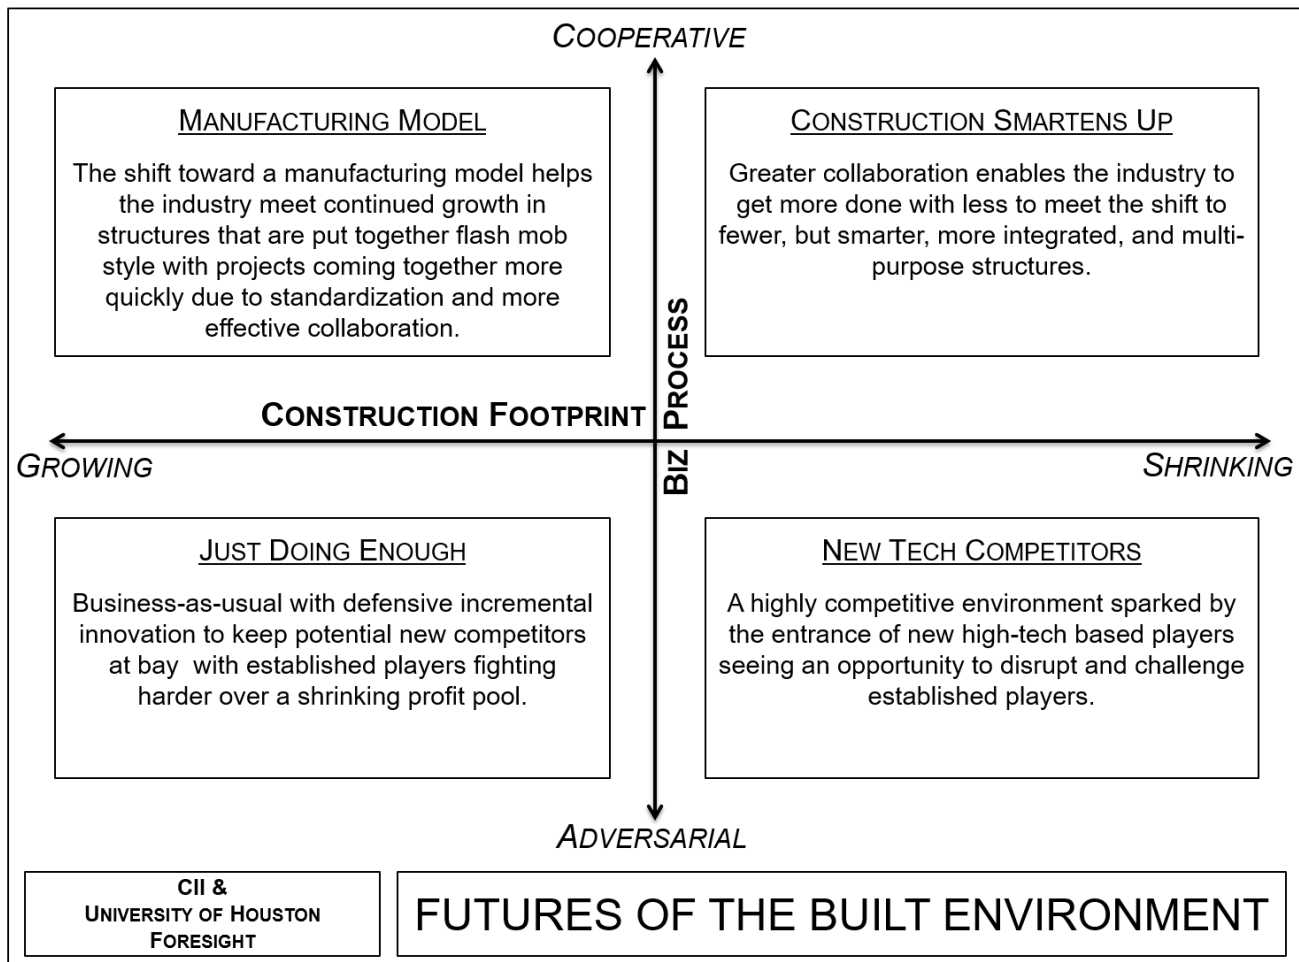 COOPERATIVE
MANUFACTURING MODEL
The shift toward a manufacturing model helps
the industry meet continued growth in
structures that are put together flash mob
style with projects coming together more
quickly due to standardization and more
effective collaboration.
CONSTRUCTION SMARTENS UP
Greater collaboration enables the industry to
get more done with less to meet the shift to
fewer, but smarter, more integrated, and multi-
purpose structures.
CONSTRUCTION FOOTPRINT
BIZ PROCESS
GROWING
SHRINKING
JUST DOING ENOUGH
Business-as-usual with defensive incremental
innovation to keep potential new competitors
at bay  with established players fighting
harder over a shrinking profit pool.
NEW TECH COMPETITORS
A highly competitive environment sparked by
the entrance of new high-tech based players
seeing an opportunity to disrupt and challenge
established players.
ADVERSARIAL
CII &
UNIVERSITY OF HOUSTON
FORESIGHT
FUTURES OF THE BUILT ENVIRONMENT